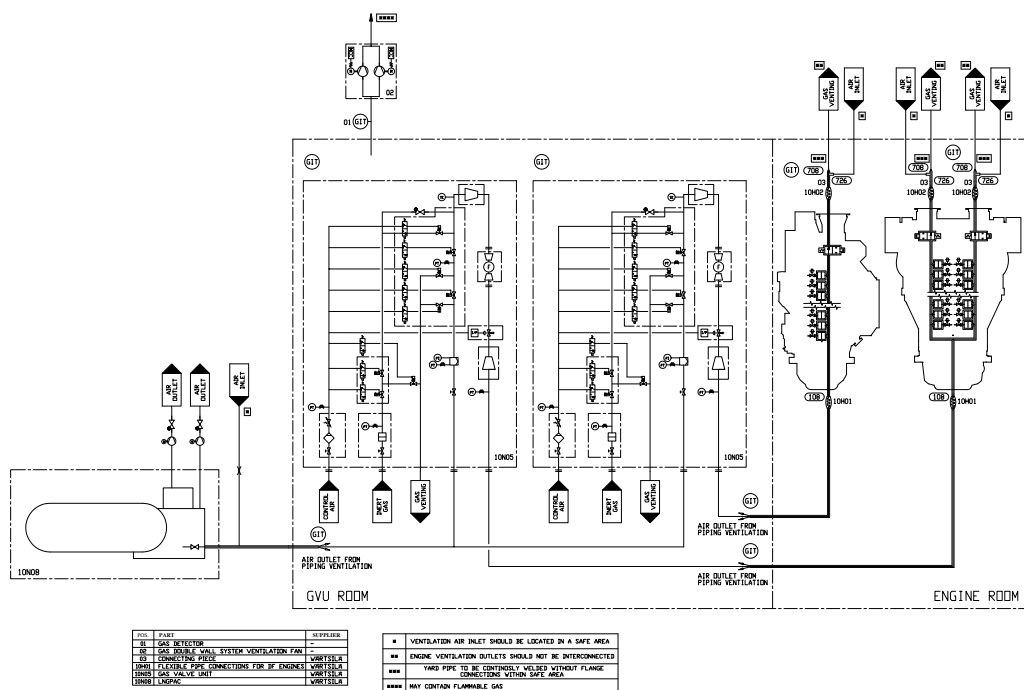 02
01 GIT
GAS VENTING
AIR INLET
AIR INLET
GAS VENTING
GAS VENTING
AIR INLET
GIT
GIT
GIT
GIT
708
708
708
03
726
03
726
03
726
10H02
10H02
10H02
F
F
10N05
10N05
AIR OUTLET
AIR OUTLET
AIR INLET
108
10H01
108
10H01
CONTROL AIR
INERT GAS
GAS VENTING
CONTROL AIR
INERT GAS
GAS VENTING
GIT
GIT
GIT
AIR OUTLET FROM
PIPING VENTILATION
AIR OUTLET FROM
PIPING VENTILATION
AIR OUTLET FROM
PIPING VENTILATION
10N08
GVU ROOM
ENGINE ROOM
POS. PART SUPPLIER
01 GAS DETECTOR -
02 GAS DOUBLE WALL SYSTEM VENTILATION FAN -
03 CONNECTING PIECE WARTSILA
10H01 FLEXIBLE PIPE CONNECTIONS FOR DF ENGINES WARTSILA
10N05 GAS VALVE UNIT WARTSILA
10N08 LNGPAC WARTSILA
VENTILATION AIR INLET SHOULD BE LOCATED IN A SAFE AREA
ENGINE VENTILATION OUTLETS SHOULD NOT BE INTERCONNECTED
YARD PIPE TO BE CONTINOSLY WELDED WITHOUT FLANGE
CONNECTIONS WITHIN SAFE AREA
MAY CONTAIN FLAMMABLE GAS